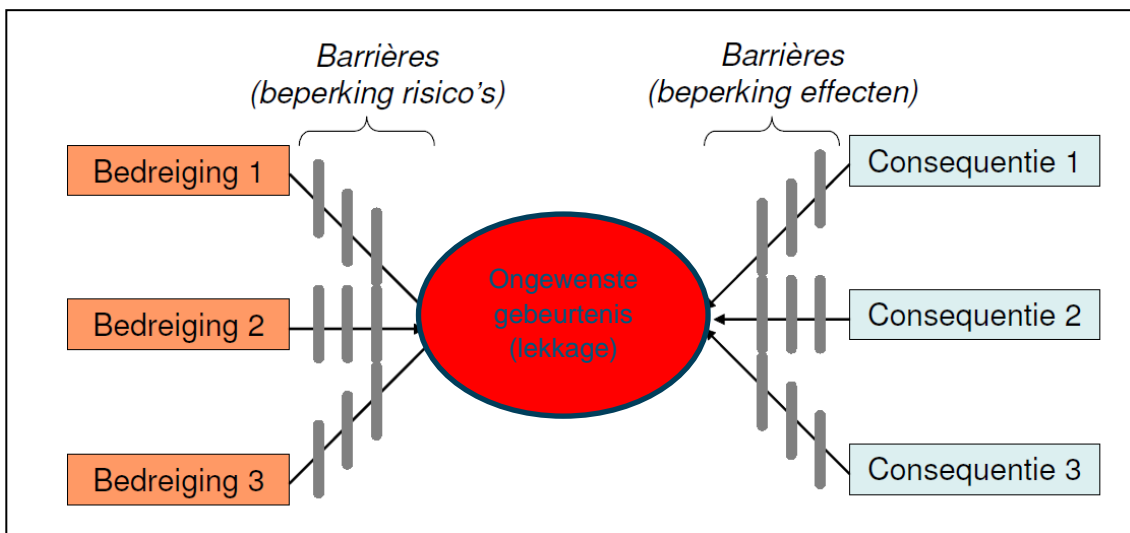 Barrières
(beperking risico's)
Barrières
(beperking effecten)
Bedreiging 1
Consequentie 1
Ongewenste
gebeurtenis
(lekkage)
Bedreiging 2
Consequentie 2
Bedreiging 3
Consequentie 3